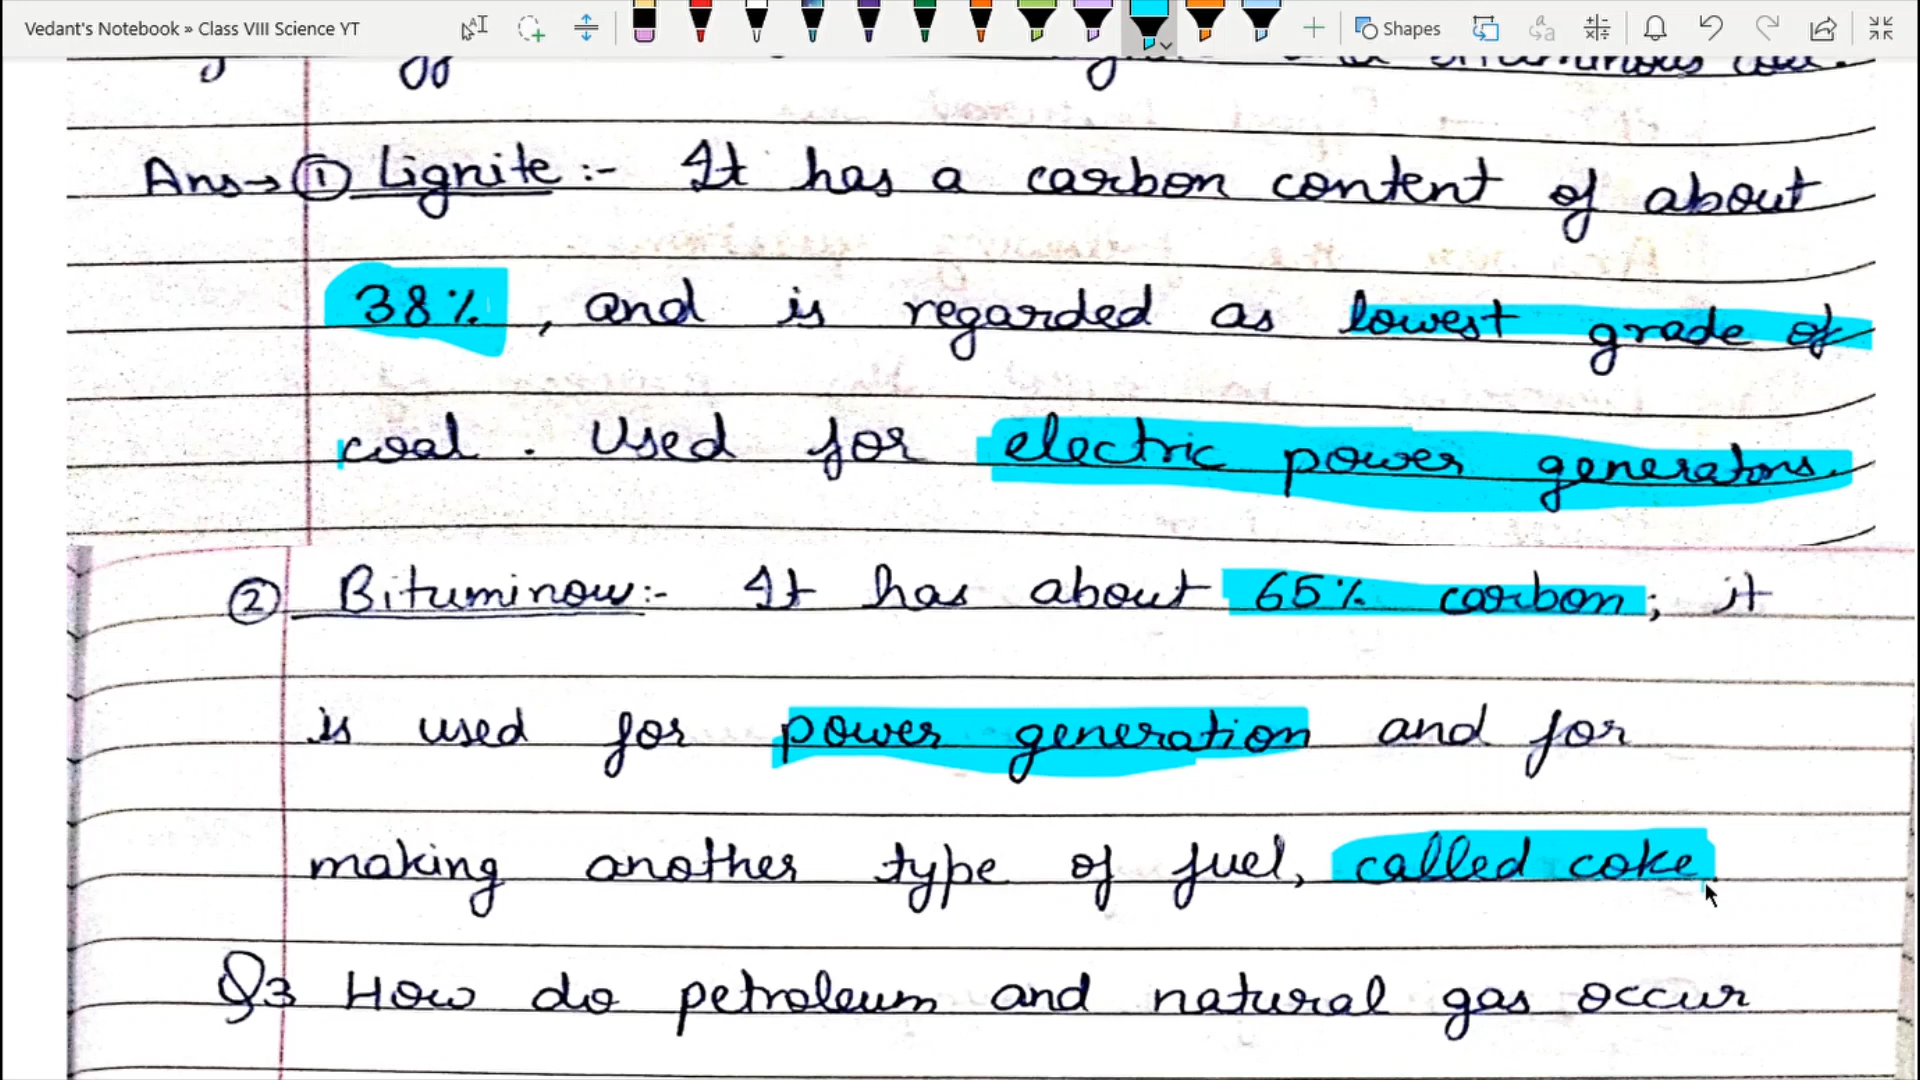 Vedant's Notebook » Class VIII Science YT
Shapes
Ans→ ① Lignite :- It has a carbon content of about
38% , and is regarded as lowest grade of
coal . Used for electric power generators.
② Bituminous:- It has about 65% carbon; it
is used for power generation and for
making another type of fuel, called coke.
Q3 How do petroleum and natural gas occur